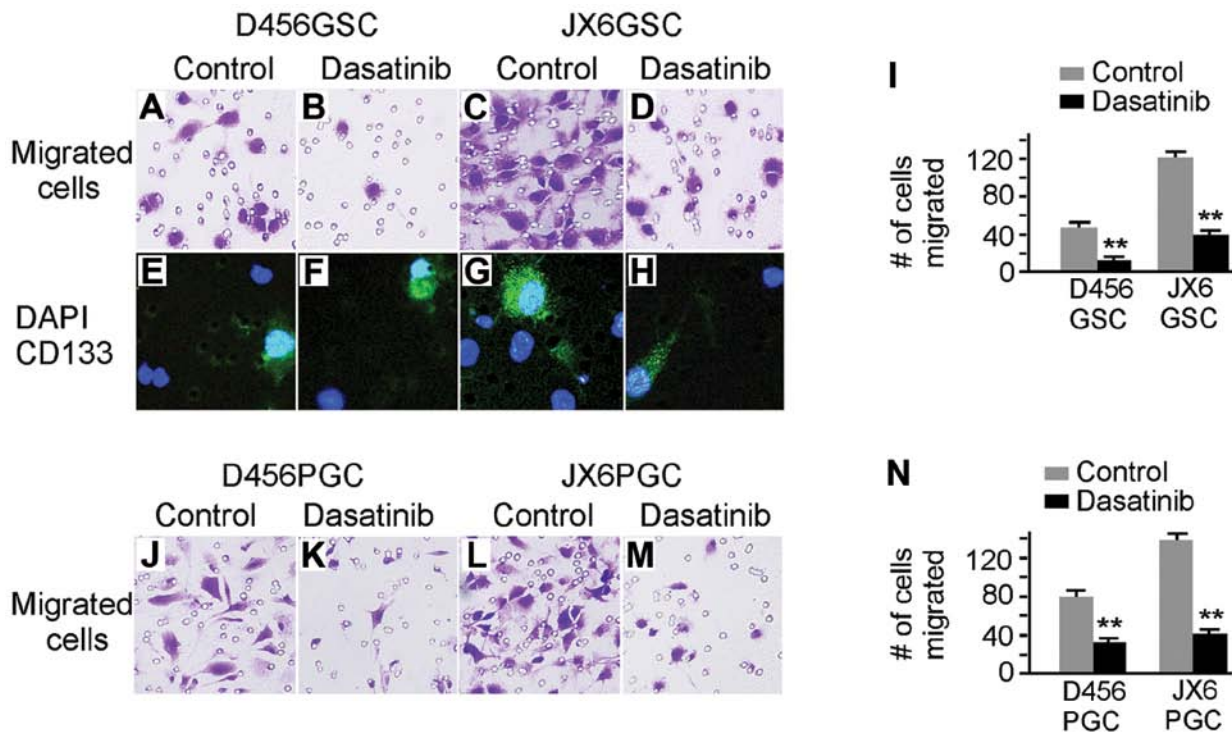 D456GSC JX6GSC
Control Dasatinib Control Dasatinib
A B C D
Migrated
cells
E F G H
DAPI
CD133
I
Control
Dasatinib
# of cells
migrated
120
80
40
0
**
**
D456
GSC
JX6
GSC
D456PGC JX6PGC
Control Dasatinib Control Dasatinib
J K L M
Migrated
cells
N
Control
Dasatinib
# of cells
migrated
120
80
40
0
**
**
D456
PGC
JX6
PGC